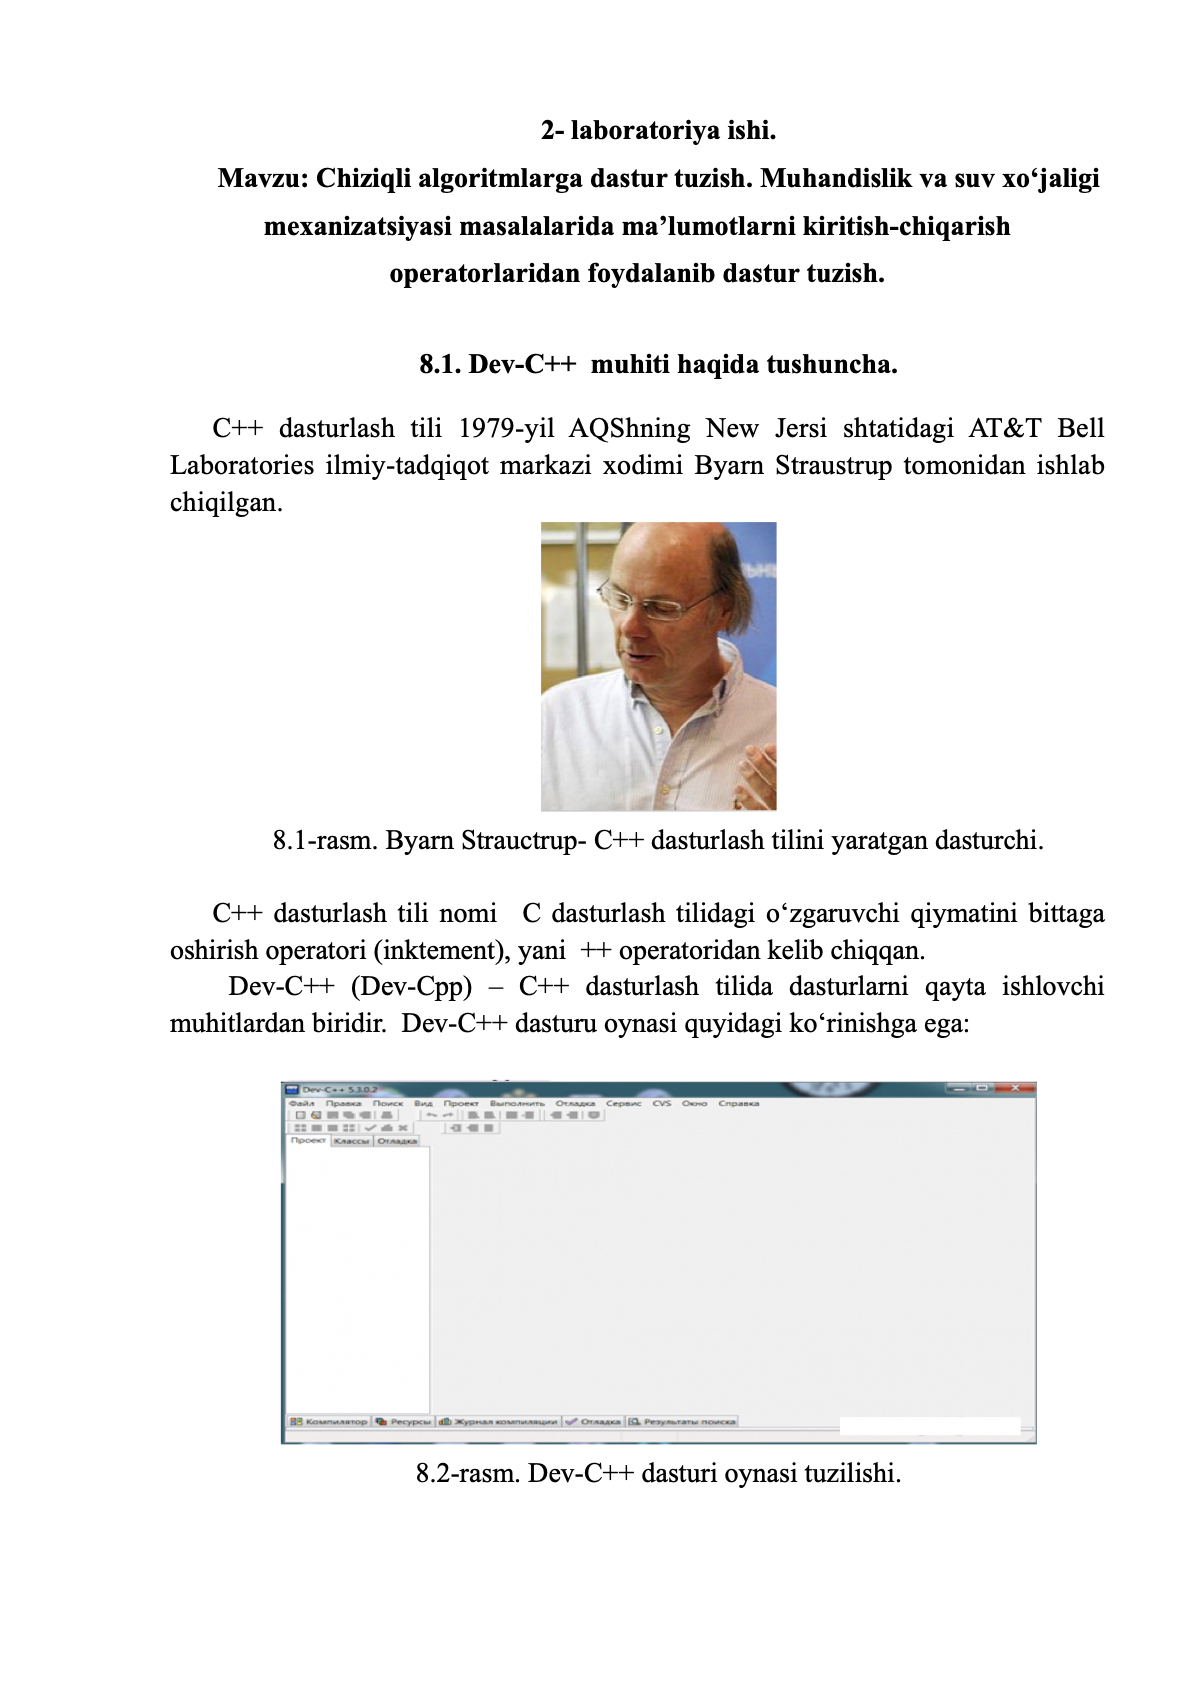 2- laboratoriya ishi.
Mavzu: Chiziqli algoritmlarga dastur tuzish. Muhandislik va suv xo‘jaligi
mexanizatsiyasi masalalarida ma’lumotlarni kiritish-chiqarish
operatorlaridan foydalanib dastur tuzish.
8.1. Dev-C++ muhiti haqida tushuncha.
C++ dasturlash tili 1979-yil AQShning New Jersi shtatidagi AT&T Bell
Laboratories ilmiy-tadqiqot markazi xodimi Byarn Straustrup tomonidan ishlab
chiqilgan.
ЬНЫ
8.1-rasm. Byarn Strauctrup- C++ dasturlash tilini yaratgan dasturchi.
C++ dasturlash tili nomi C dasturlash tilidagi o‘zgaruvchi qiymatini bittaga
oshirish operatori (inktement), yani ++ operatoridan kelib chiqqan.
Dev-C++ (Dev-Cpp) – C++ dasturlash tilida dasturlarni qayta ishlovchi
muhitlardan biridir. Dev-C++ dasturu oynasi quyidagi ko‘rinishga ega:
Dev-C++ 5.3.0.2
Файл Правка Поиск Вид Проект Выполнить Отладка Сервис CVS Окно Справка
Проект Классы Отладка
Компилятор Ресурсы Журнал компиляции Отладка Результаты поиска
8.2-rasm. Dev-C++ dasturi oynasi tuzilishi.